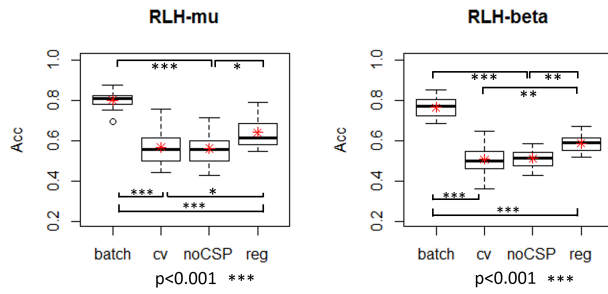 RLH-mu
Acc
1.0
0.8
0.6
0.4
0.2
*** *
*** *
***
batch cv noCSP reg
p<0.001 ***
RLH-beta
Acc
1.0
0.8
0.6
0.4
0.2
*** **
**
***
***
batch cv noCSP reg
p<0.001 ***